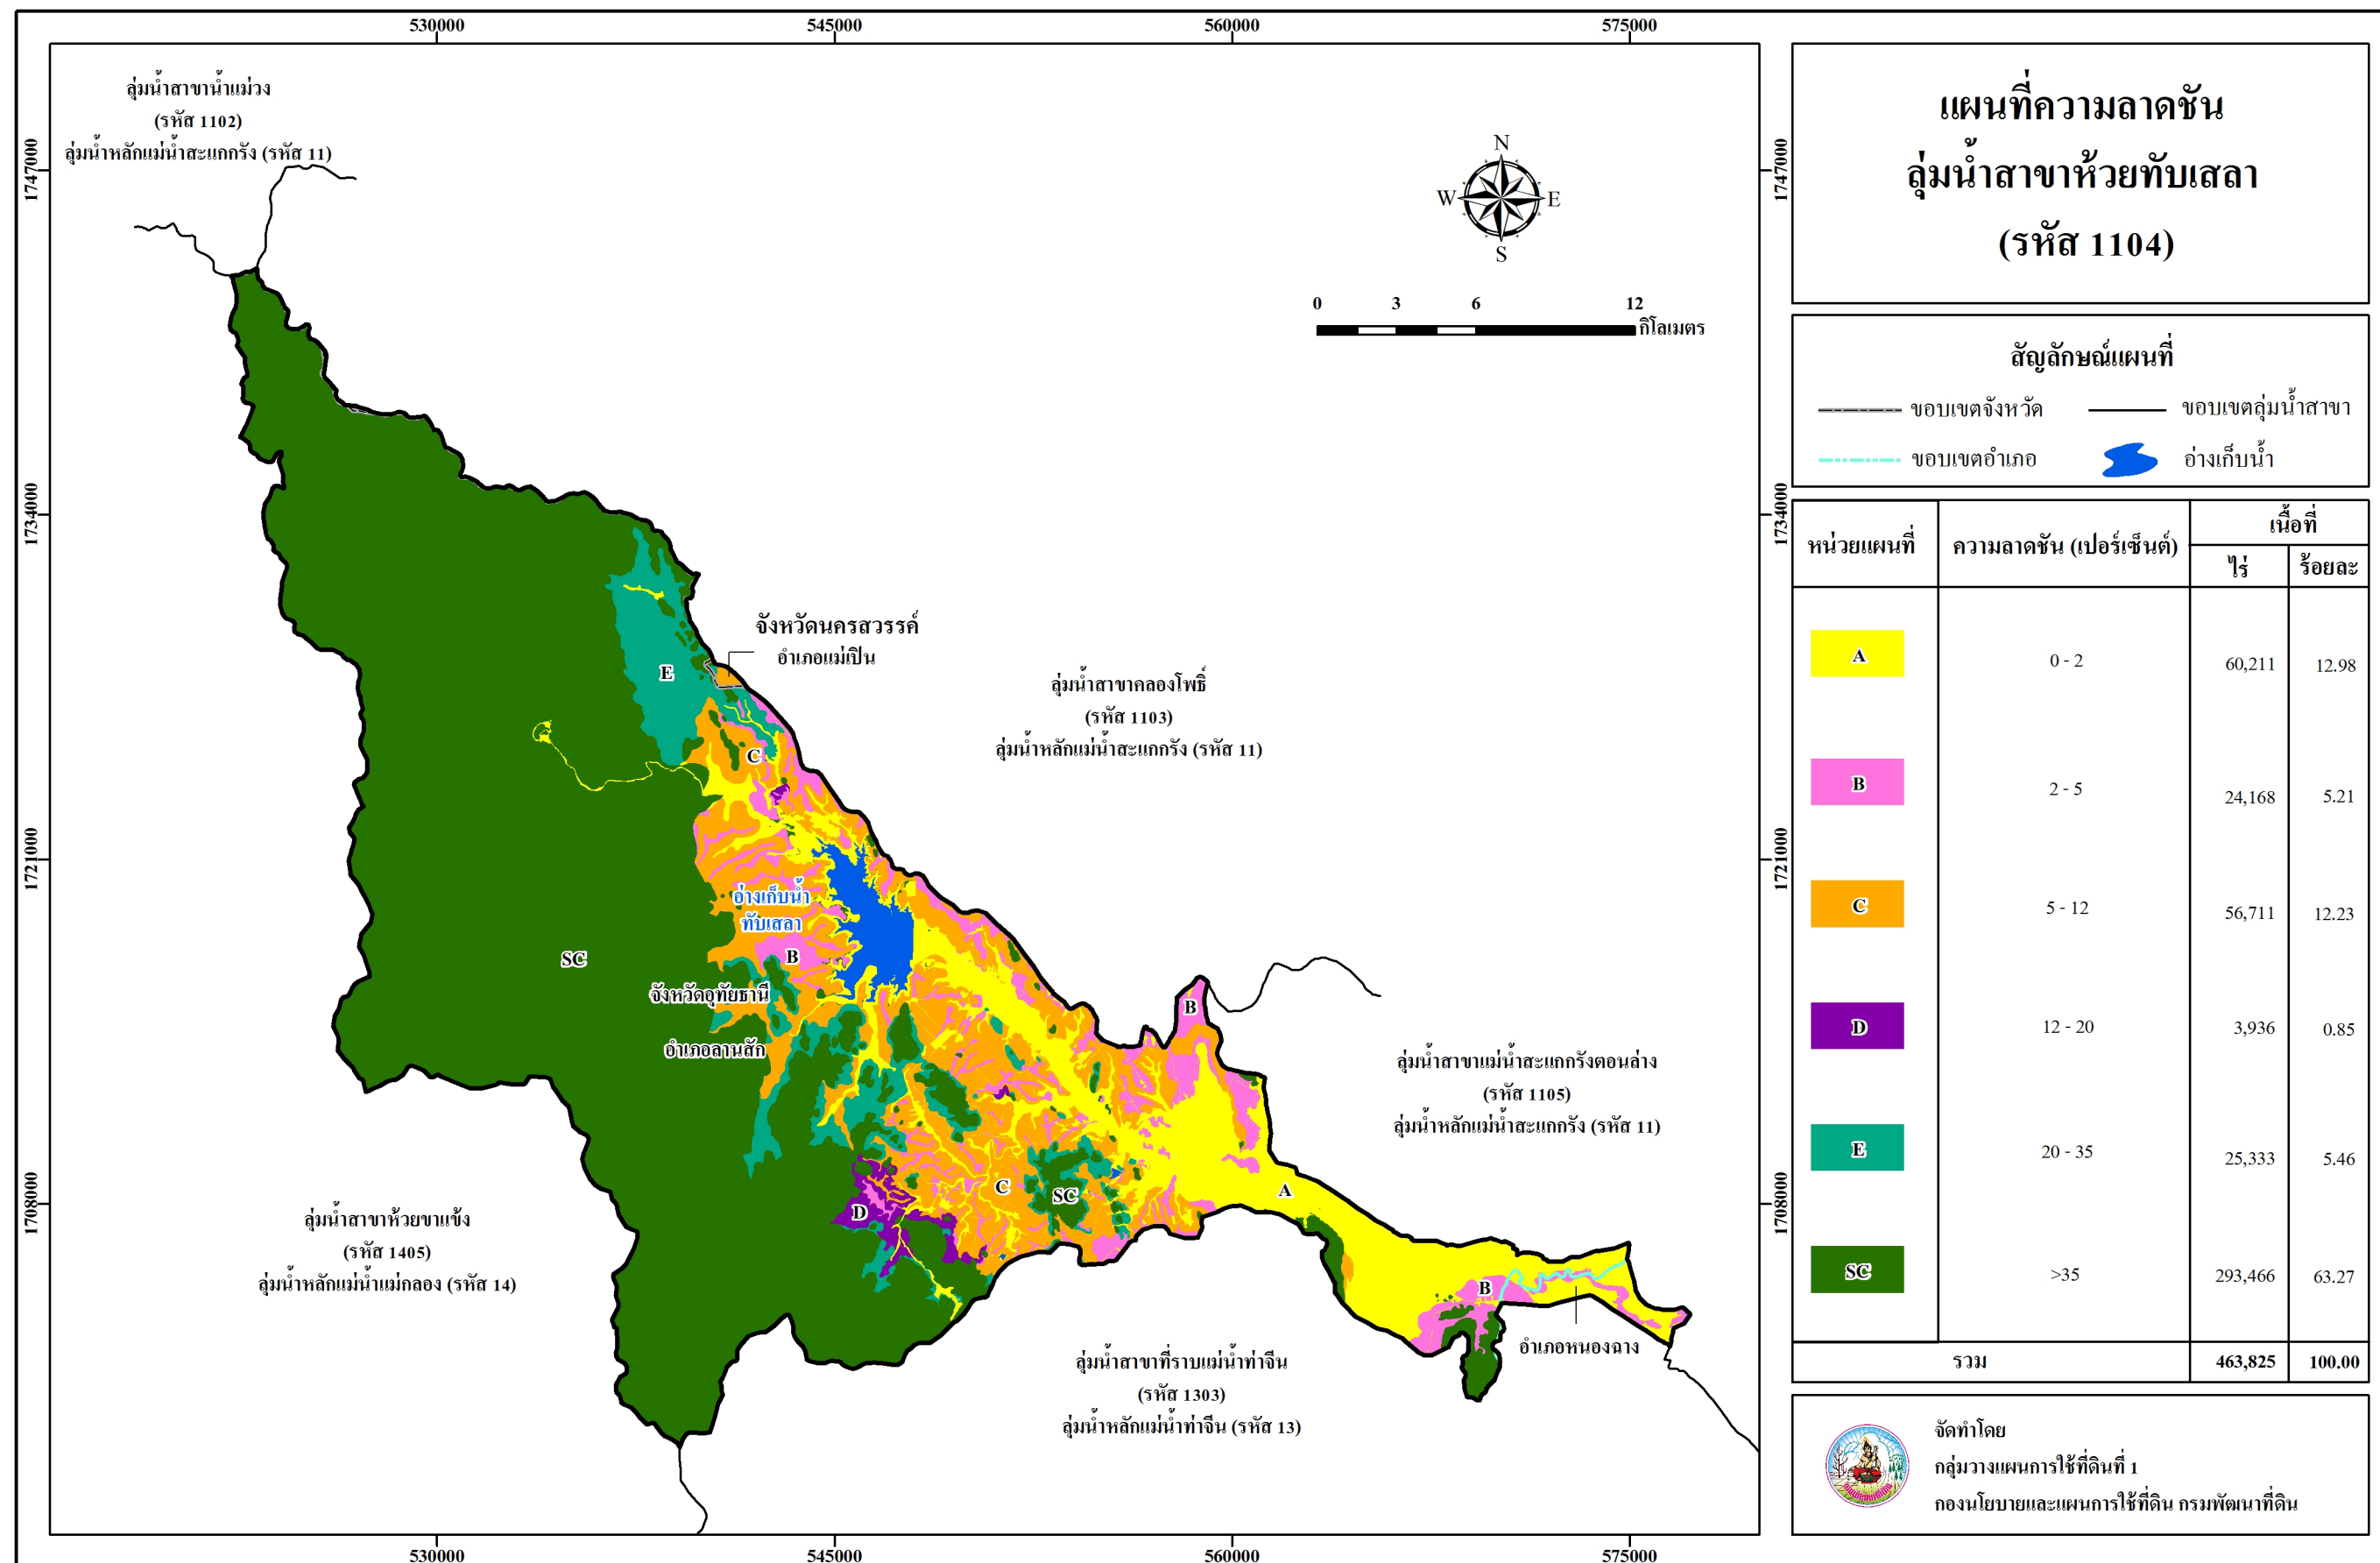 530000
545000
560000
575000
1747000
1734000
1721000
1708000
1747000
1734000
1721000
1708000
530000
545000
560000
575000
ลุ่มน้ำสาขาน้ำแม่วง
(รหัส 1102)
ลุ่มน้ำหลักแม่น้ำสะแกกรัง (รหัส 11)
N
W
E
S
0 3 6 12
กิโลเมตร
จังหวัดนครสวรรค์
อำเภอแม่เปิน
ลุ่มน้ำสาขาคลองโพธิ์
(รหัส 1103)
ลุ่มน้ำหลักแม่น้ำสะแกกรัง (รหัส 11)
E
C
อ่างเก็บน้ำ
ทับเสลา
B
SC
จังหวัดอุทัยธานี
อำเภอลานสัก
B
ลุ่มน้ำสาขาแม่น้ำสะแกกรังตอนล่าง
(รหัส 1105)
ลุ่มน้ำหลักแม่น้ำสะแกกรัง (รหัส 11)
C
SC
A
D
ลุ่มน้ำสาขาห้วยขาแข้ง
(รหัส 1405)
ลุ่มน้ำหลักแม่น้ำแม่กลอง (รหัส 14)
B
อำเภอหนองฉาง
ลุ่มน้ำสาขาที่ราบแม่น้ำท่าจีน
(รหัส 1303)
ลุ่มน้ำหลักแม่น้ำท่าจีน (รหัส 13)
แผนที่ความลาดชัน
ลุ่มน้ำสาขาห้วยทับเสลา
(รหัส 1104)
สัญลักษณ์แผนที่
ขอบเขตจังหวัด ขอบเขตลุ่มน้ำสาขา
ขอบเขตอำเภอ อ่างเก็บน้ำ
หน่วยแผนที่ ความลาดชัน (เปอร์เซ็นต์) เนื้อที่
ไร่ ร้อยละ
A 0 - 2 60,211 12.98
B 2 - 5 24,168 5.21
C 5 - 12 56,711 12.23
D 12 - 20 3,936 0.85
E 20 - 35 25,333 5.46
SC >35 293,466 63.27
รวม 463,825 100.00
จัดทำโดย
กลุ่มวางแผนการใช้ที่ดินที่ 1
กองนโยบายและแผนการใช้ที่ดิน กรมพัฒนาที่ดิน